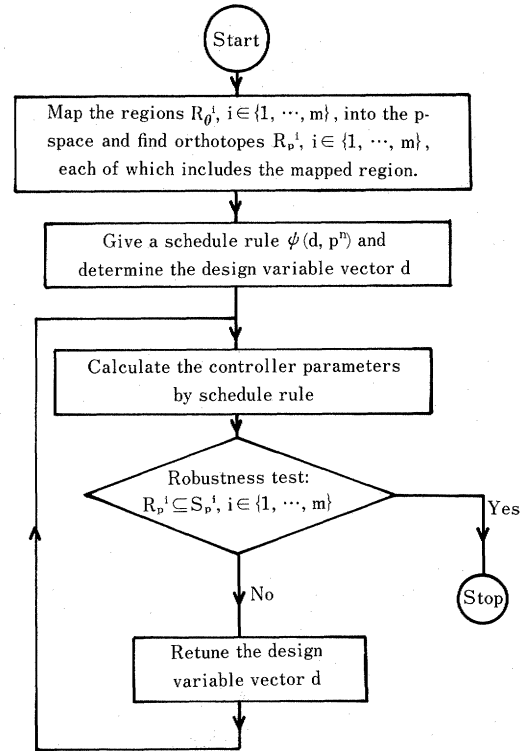 Start
Map the regions R_θ^i, i∈{1, ⋯, m}, into the p-
space and find orthotopes R_p^i, i∈{1, ⋯, m},
each of which includes the mapped region.
Give a schedule rule ψ(d, p^n) and
determine the design variable vector d
Calculate the controller parameters
by schedule rule
Robustness test:
R_p^i⊆S_p^i, i∈{1, ⋯, m}
Yes
Stop
No
Retune the design
variable vector d